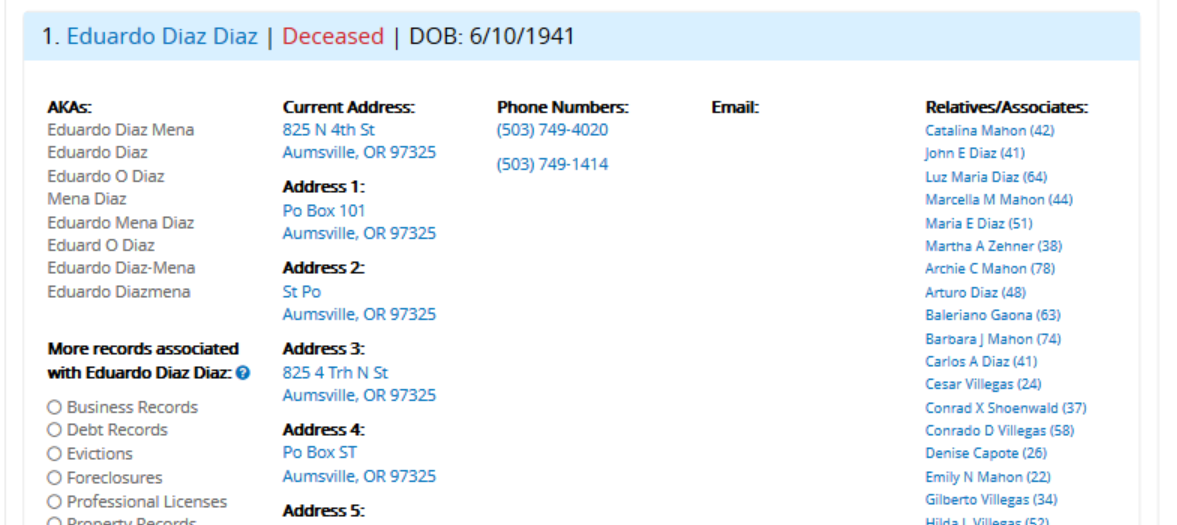 1. Eduardo Diaz Diaz | Deceased | DOB: 6/10/1941
AKAs:
Eduardo Diaz Mena
Eduardo Diaz
Eduardo O Diaz
Mena Diaz
Eduardo Mena Diaz
Eduard O Diaz
Eduardo Diaz-Mena
Eduardo Diazmena
More records associated
with Eduardo Diaz Diaz:
Business Records
Debt Records
Evictions
Foreclosures
Professional Licenses
Property Records
Current Address:
825 N 4th St
Aumsville, OR 97325
Address 1:
Po Box 101
Aumsville, OR 97325
Address 2:
St Po
Aumsville, OR 97325
Address 3:
825 4 Trh N St
Aumsville, OR 97325
Address 4:
Po Box ST
Aumsville, OR 97325
Address 5:
Phone Numbers:
(503) 749-4020
(503) 749-1414
Email:
Relatives/Associates:
Catalina Mahon (42)
John E Diaz (41)
Luz Maria Diaz (64)
Marcella M Mahon (44)
Maria E Diaz (51)
Martha A Zehner (38)
Archie C Mahon (78)
Arturo Diaz (48)
Baleriano Gaona (63)
Barbara J Mahon (74)
Carlos A Diaz (41)
Cesar Villegas (24)
Conrad X Shoenwald (37)
Conrado D Villegas (58)
Denise Capote (26)
Emily N Mahon (22)
Gilberto Villegas (34)
Hilda L Villegas (52)